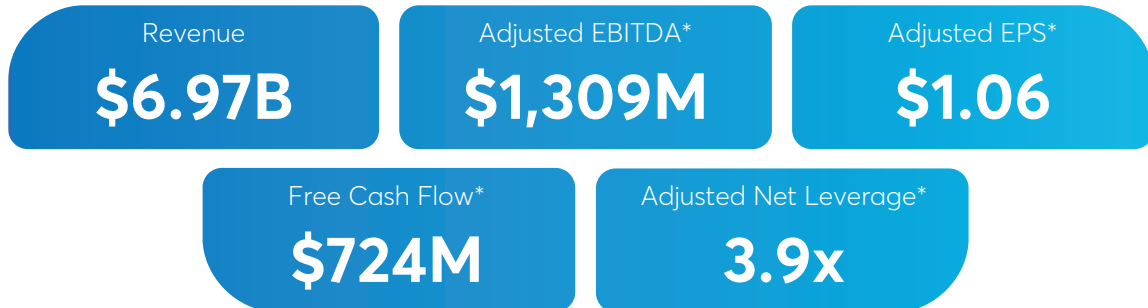 Revenue
$6.97B
Adjusted EBITDA*
$1,309M
Adjusted EPS*
$1.06
Free Cash Flow*
$724M
Adjusted Net Leverage*
3.9x